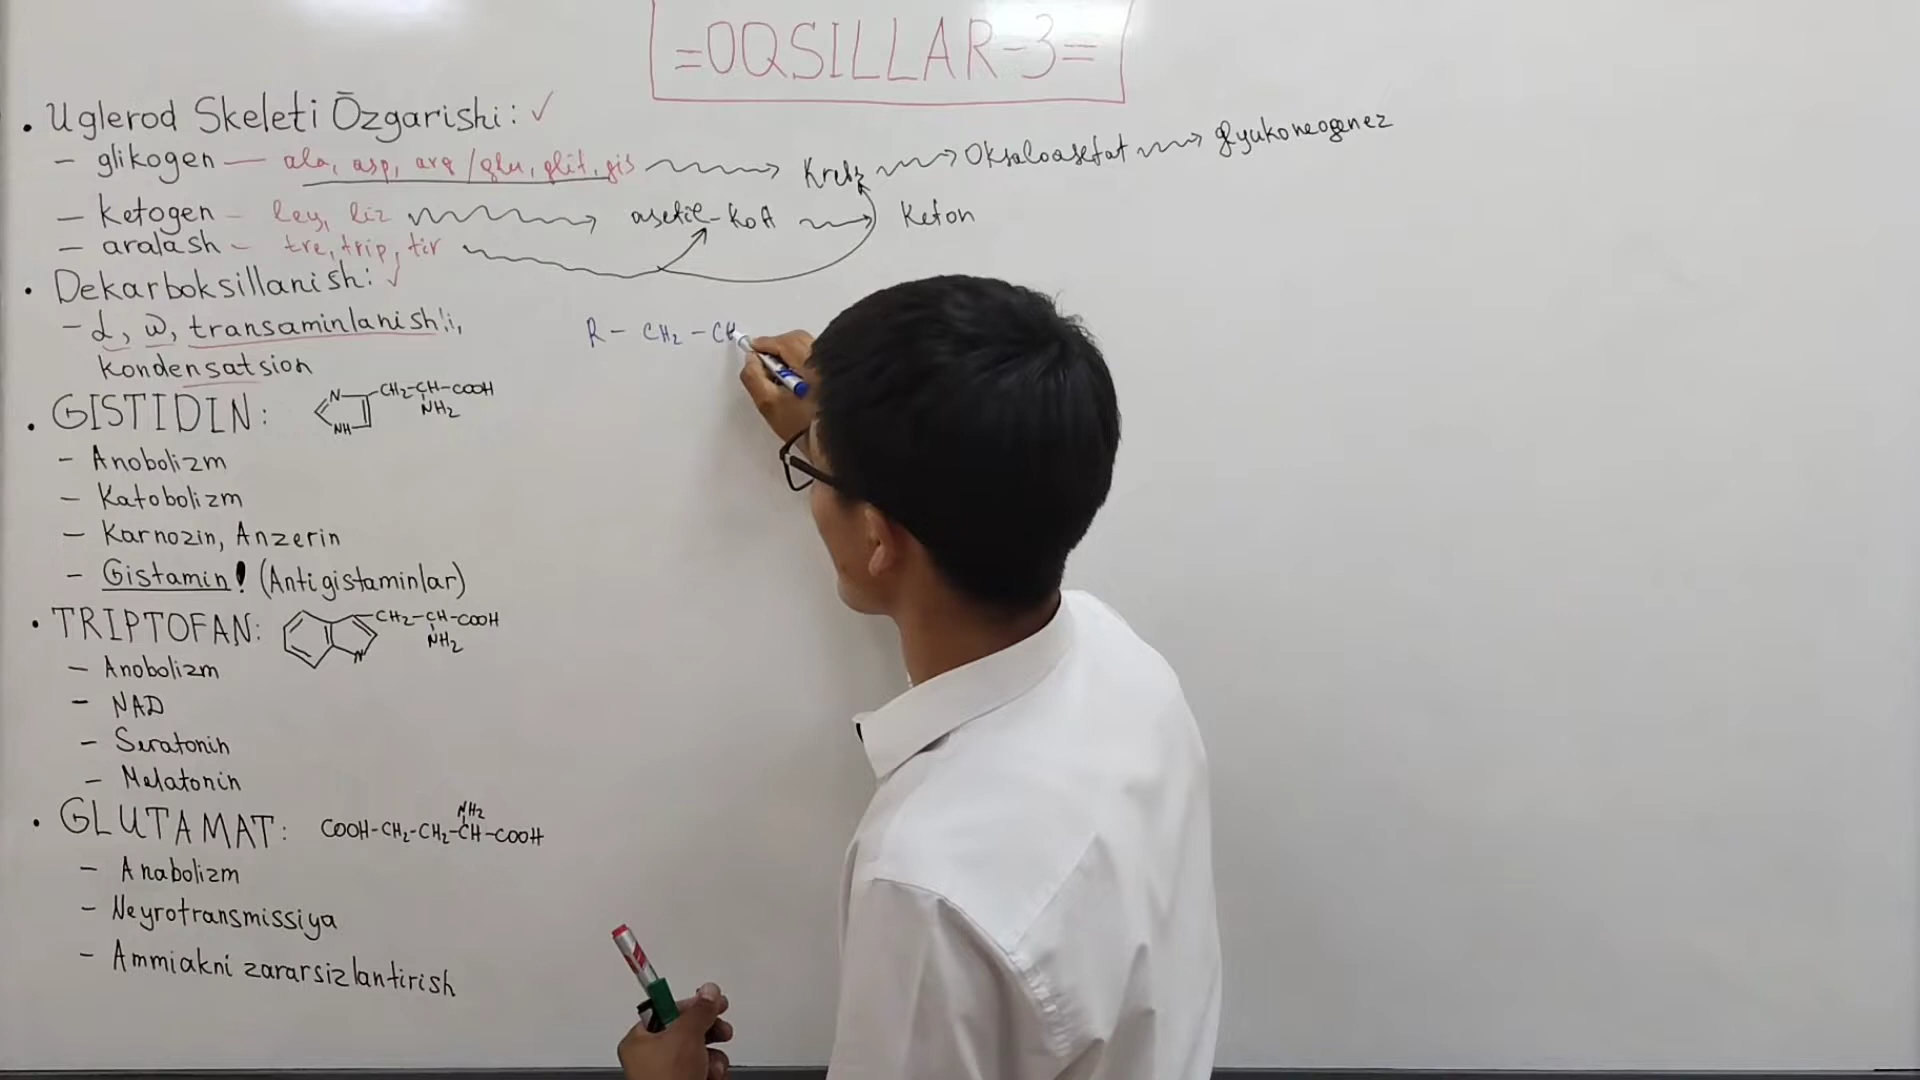 =OQSILLAR-3=
• Uglerod Skeleti Ōzgarishi: ✓
- glikogen — ala, asp, arg /glu, glit, gis → Krebs → Oksaloasetat → glyukoneogenez
- Ketogen - ley, liz → asetil-KoA → Keton
- aralash - tre, trip, tir
• Dekarboksillanish: ✓
- α, ω, transaminlanish!i,
kondensatsion
R - CH2 - CH
• GISTIDIN:
N NH CH2-CH-COOH
NH2
- Anobolizm
- Katobolizm
- Karnozin, Anzerin
- Gistamin! (Antigistaminlar)
• TRIPTOFAN:
N CH2-CH-COOH
NH2
- Anobolizm
- NAD
- Seratonin
- Melatonin
• GLUTAMAT:
NH2
COOH-CH2-CH2-CH-COOH
- Anabolizm
- Neyrotransmissiya
- Ammiakni zararsizlantirish